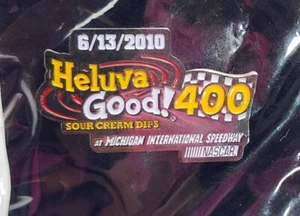 6/13/2010
Heluva
Good! 400
SOUR CREAM DIPS
AT MICHIGAN INTERNATIONAL SPEEDWAY
NASCAR